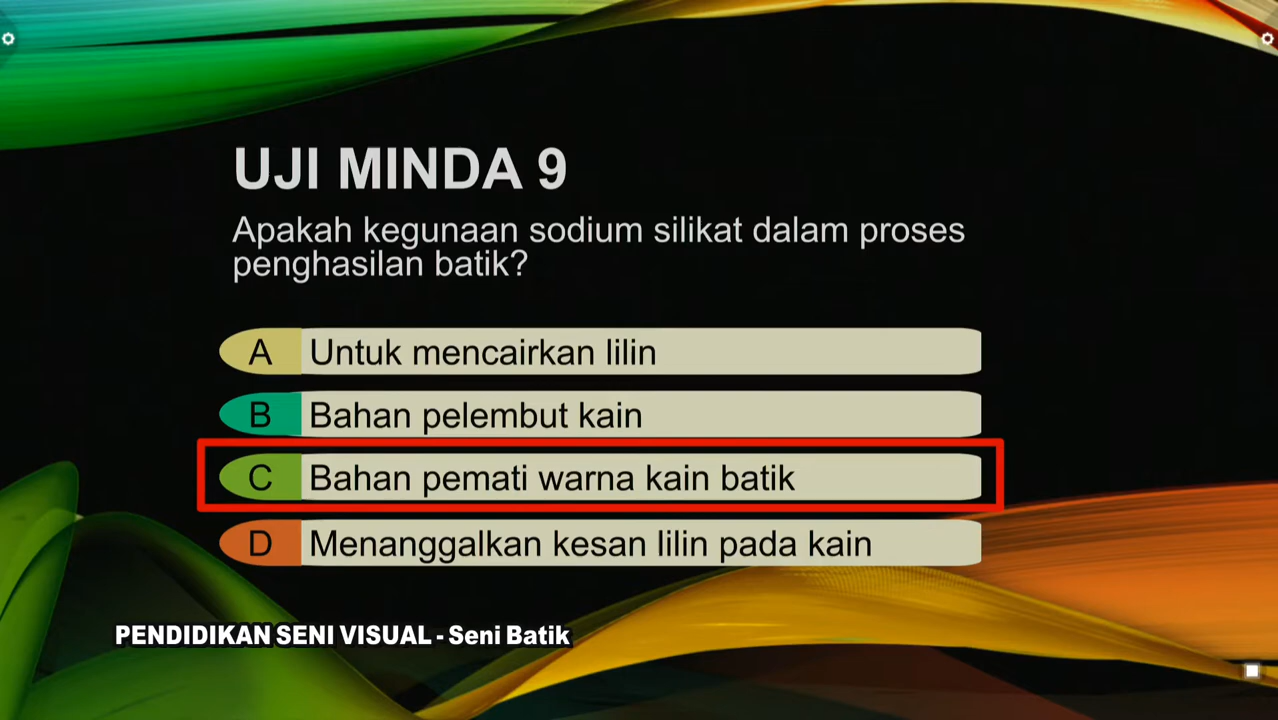 UJI MINDA 9
Apakah kegunaan sodium silikat dalam proses
penghasilan batik?
A Untuk mencairkan lilin
B Bahan pelembut kain
C Bahan pemati warna kain batik
D Menanggalkan kesan lilin pada kain
PENDIDIKAN SENI VISUAL - Seni Batik